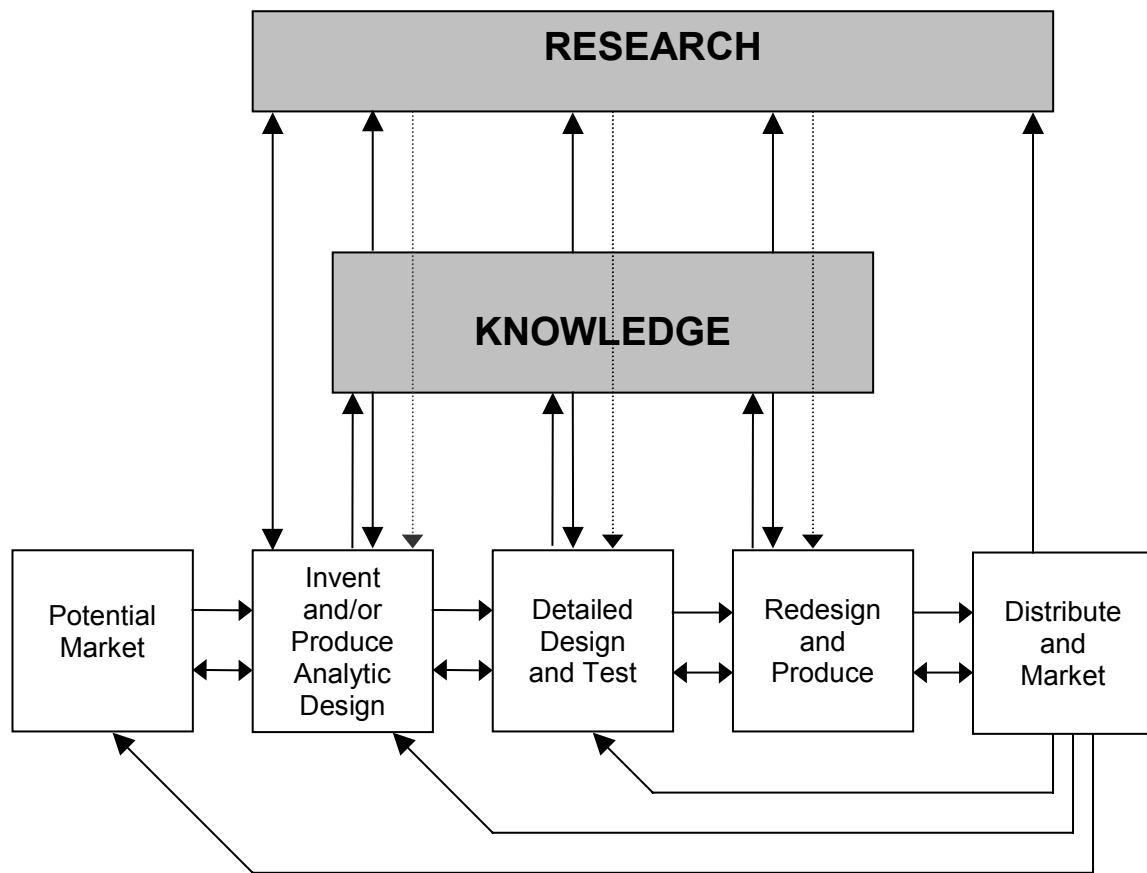 RESEARCH
KNOWLEDGE
Potential
Market
Invent
and/or
Produce
Analytic
Design
Detailed
Design
and Test
Redesign
and
Produce
Distribute
and
Market